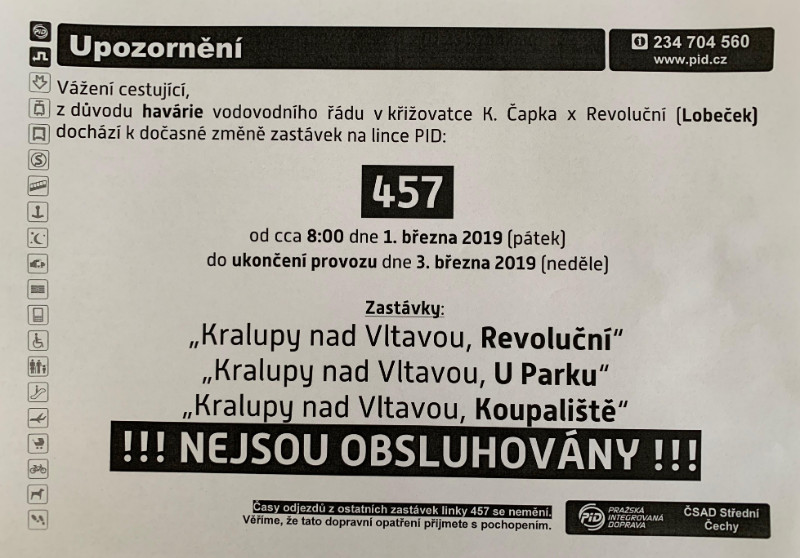 Upozornění
234 704 560
www.pid.cz
Vážení cestující,
z důvodu havárie vodovodního řádu v křižovatce K. Čapka x Revoluční (Lobeček)
dochází k dočasné změně zastávek na lince PID:
457
od cca 8:00 dne 1. března 2019 (pátek)
do ukončení provozu dne 3. března 2019 (neděle)
Zastávky:
„Kralupy nad Vltavou, Revoluční“
„Kralupy nad Vltavou, U Parku“
„Kralupy nad Vltavou, Koupaliště“
!!! NEJSOU OBSLUHOVÁNY !!!
Časy odjezdů z ostatních zastávek linky 457 se nemění.
Věříme, že tato dopravní opatření přijmete s pochopením.
PID
PRAŽSKÁ
INTEGROVANÁ
DOPRAVA
ČSAD Střední
Čechy